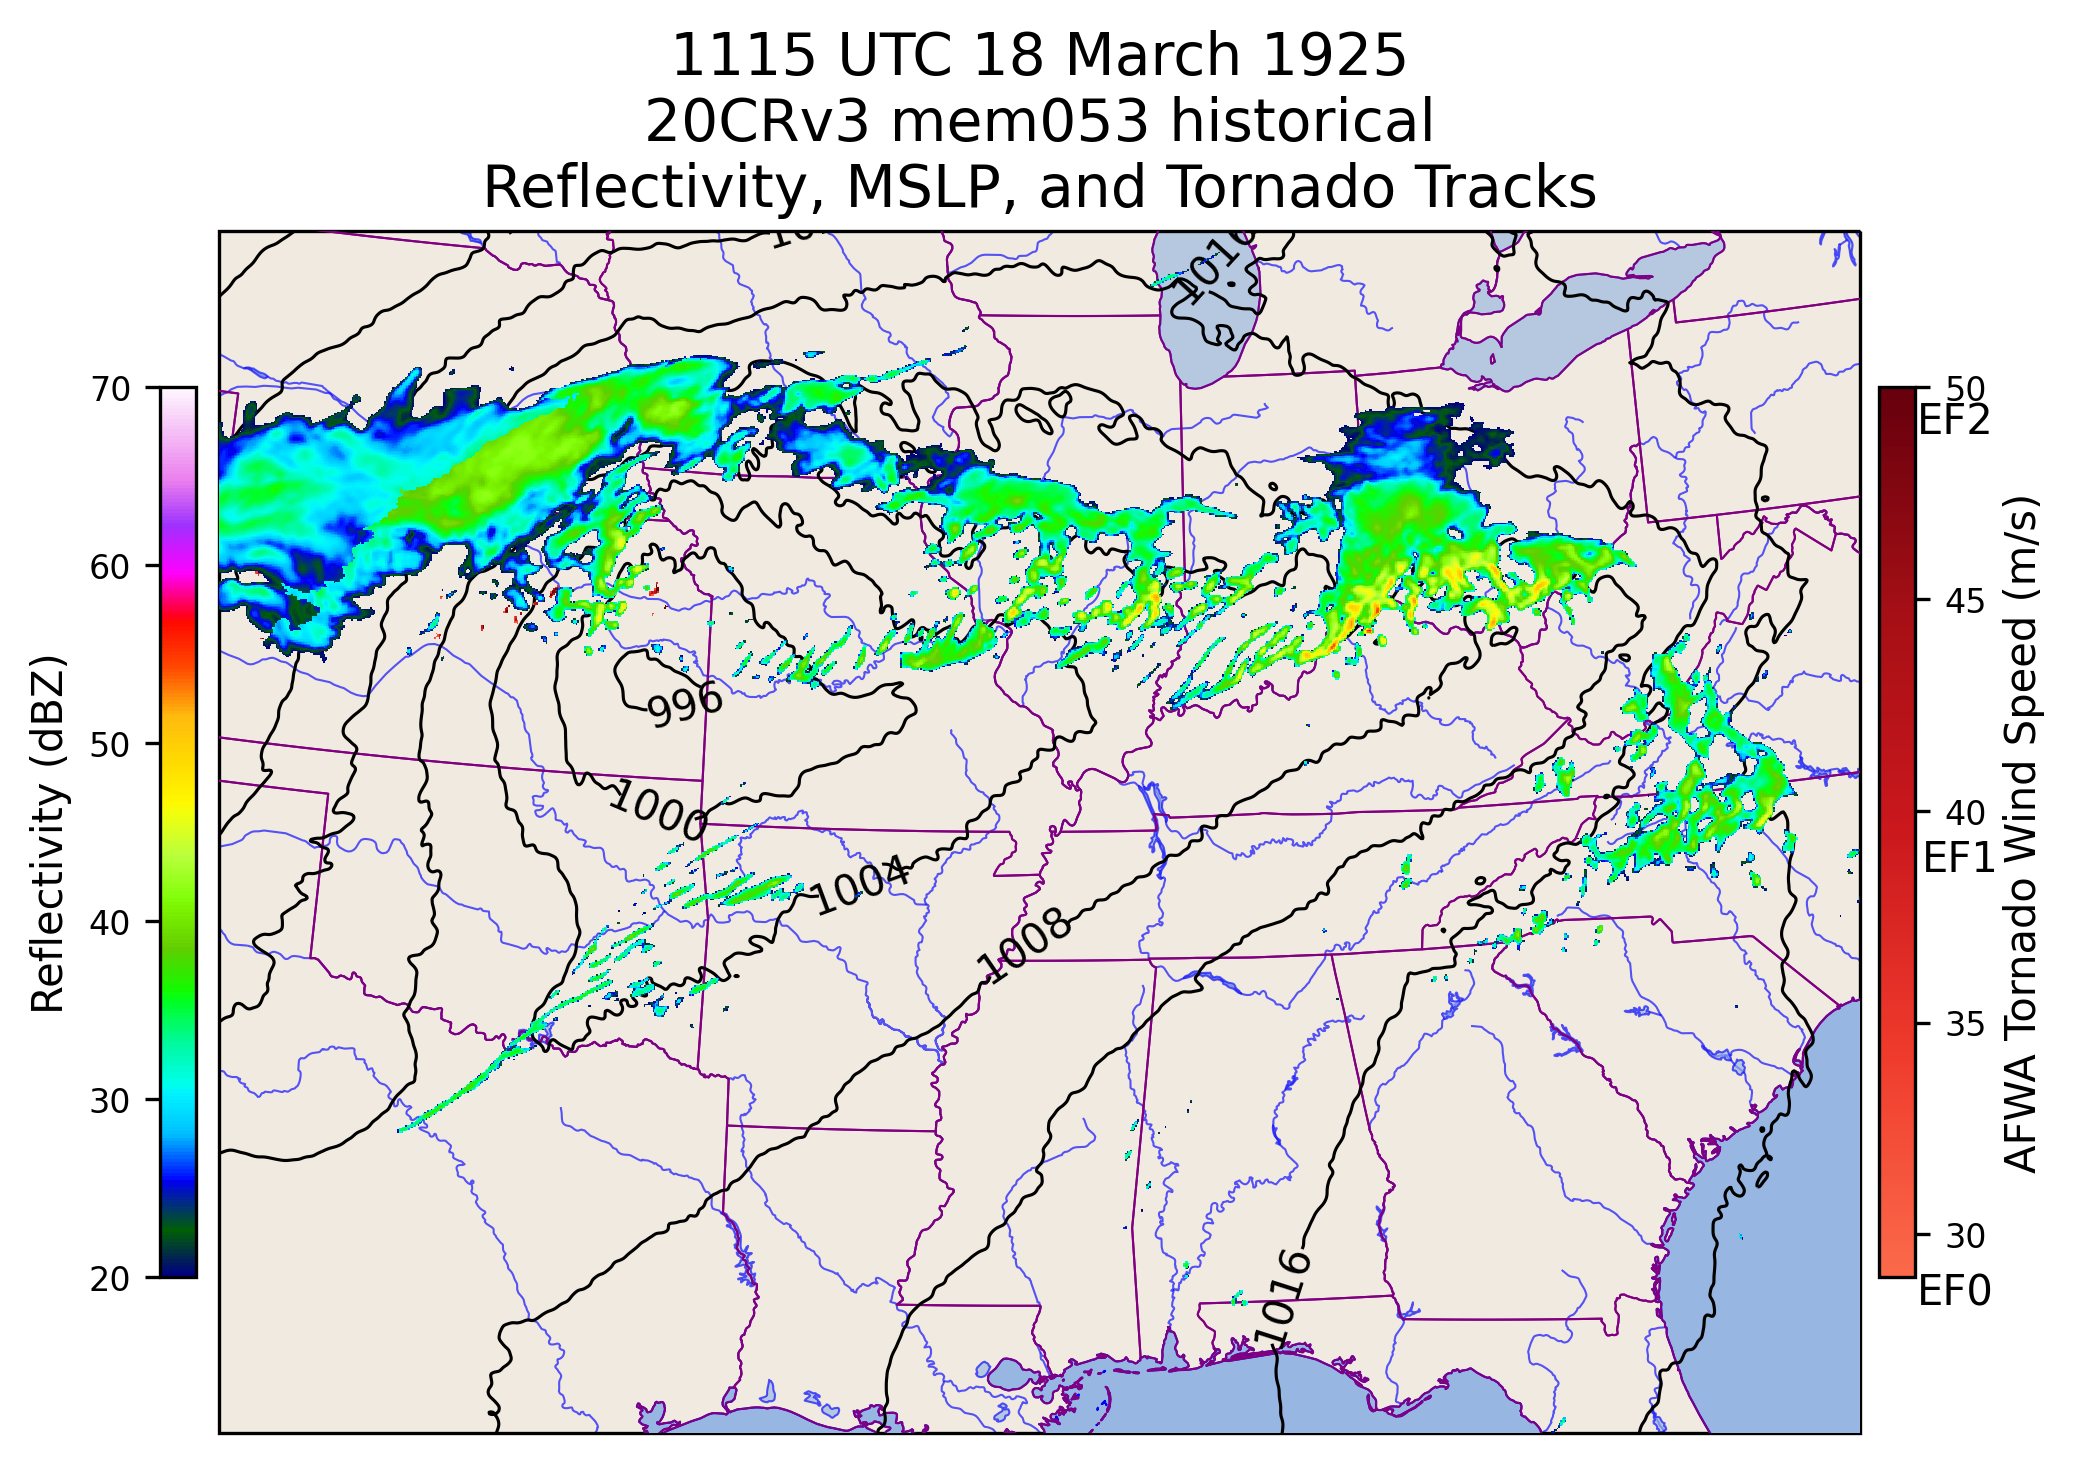 1115 UTC 18 March 1925
20CRv3 mem053 historical
Reflectivity, MSLP, and Tornado Tracks
70
60
50
40
30
20
Reflectivity (dBZ)
1016
996
1000
1004
1008
1016
50
EF2
45
40
EF1
35
30
EF0
AFWA Tornado Wind Speed (m/s)